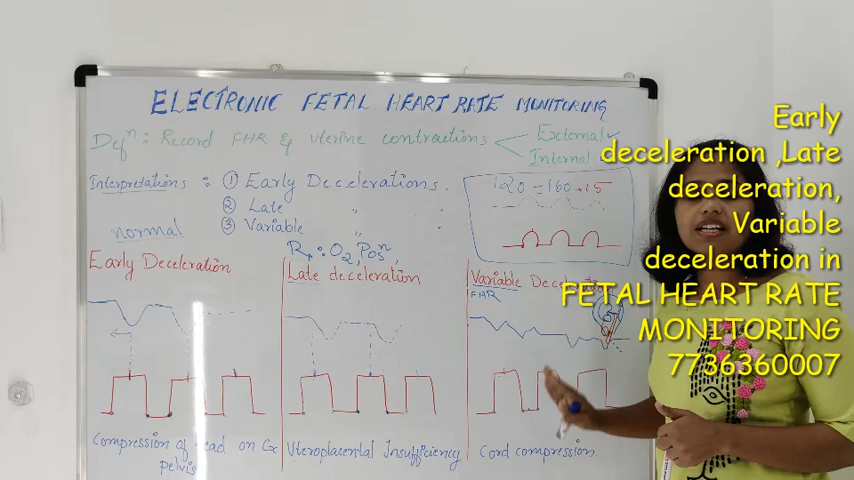 ELECTRONIC FETAL HEART RATE MONITORING
Defⁿ : Record FHR & uterine contractions < External ✓
Internal
Interpretations : ① Early Decelerations .
② Late " .
③ Variable " .
normal
120 - 160 +15
Rx : O2, Posⁿ,
Early Deceleration
Late deceleration
Variable
FHR
Compression of head on Cx
pelvis
Uteroplacental Insufficiency
Cord compression
Early
deceleration ,Late
deceleration,
Variable
deceleration in
FETAL HEART RATE
MONITORING
7736360007